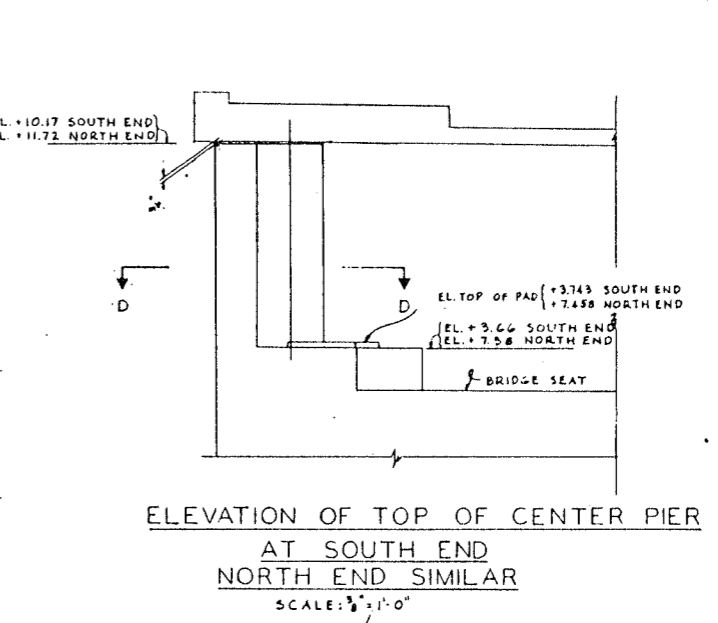 L. +10.17 SOUTH END
L. +11.72 NORTH END
D
D
EL. TOP OF PAD { +3.743 SOUTH END
+7.458 NORTH END
EL. + 3.66 SOUTH END
EL. + 7.38 NORTH END
BRIDGE SEAT
ELEVATION OF TOP OF CENTER PIER
AT SOUTH END
NORTH END SIMILAR
SCALE: 3/8" = 1'-0"